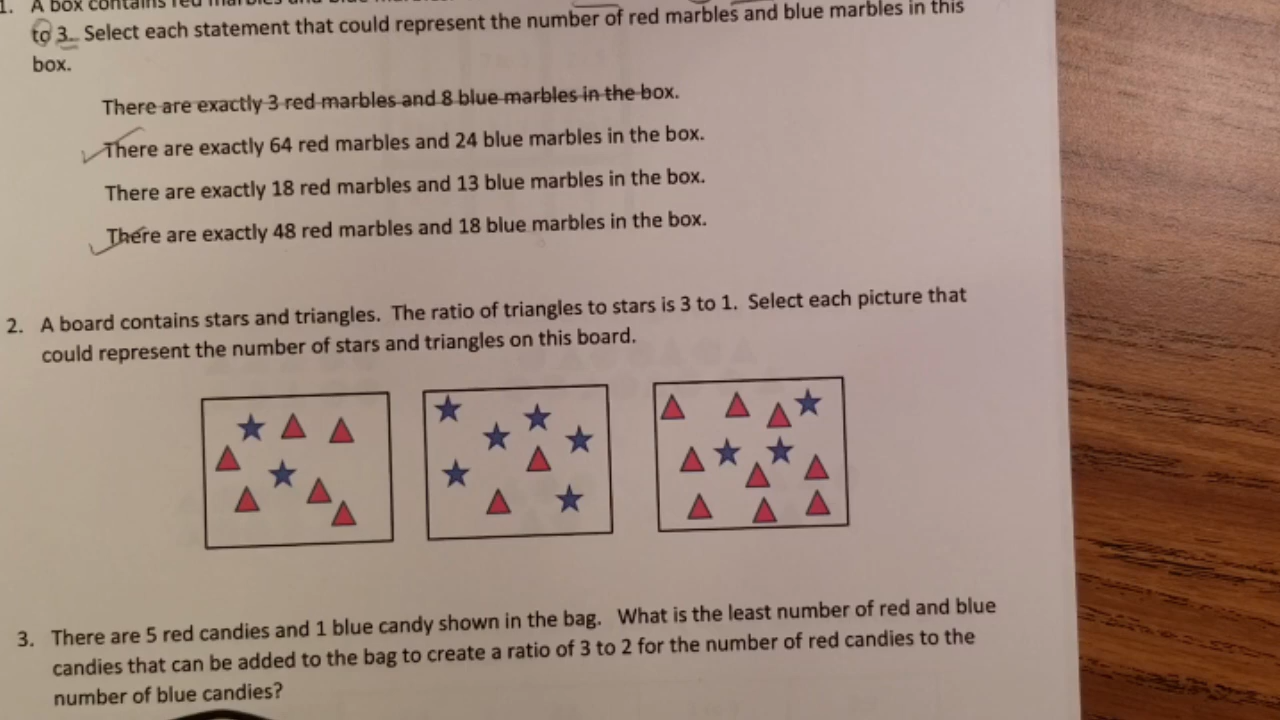 1. A box contains red marbles and blue marbles.
to 3. Select each statement that could represent the number of red marbles and blue marbles in this
box.
There are exactly 3 red marbles and 8 blue marbles in the box.
There are exactly 64 red marbles and 24 blue marbles in the box.
There are exactly 18 red marbles and 13 blue marbles in the box.
There are exactly 48 red marbles and 18 blue marbles in the box.
2. A board contains stars and triangles. The ratio of triangles to stars is 3 to 1. Select each picture that
could represent the number of stars and triangles on this board.
3. There are 5 red candies and 1 blue candy shown in the bag. What is the least number of red and blue
candies that can be added to the bag to create a ratio of 3 to 2 for the number of red candies to the
number of blue candies?